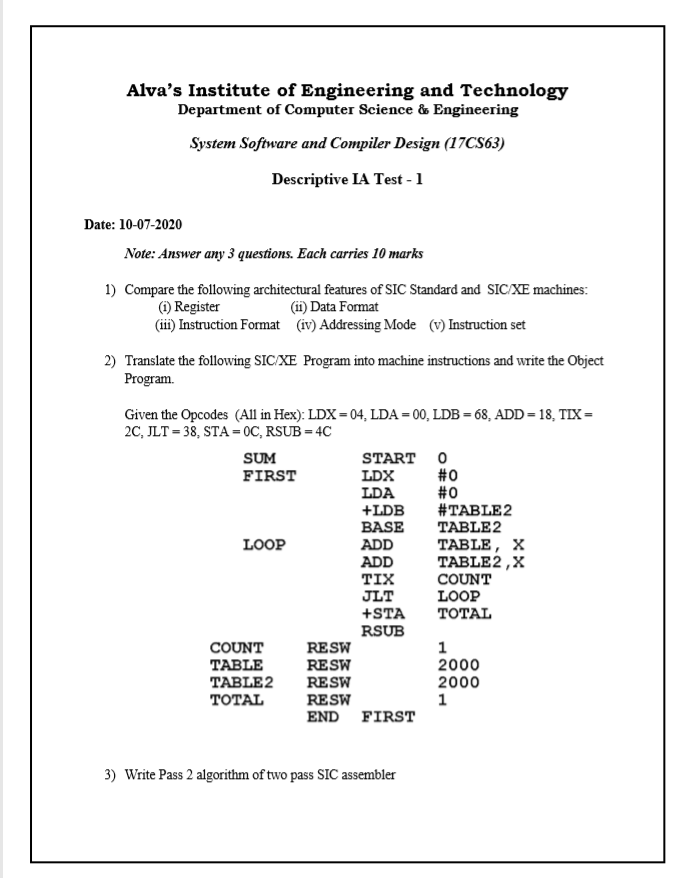 Alva's Institute of Engineering and Technology
Department of Computer Science & Engineering
System Software and Compiler Design (17CS63)
Descriptive IA Test - 1
Date: 10-07-2020
Note: Answer any 3 questions. Each carries 10 marks
1) Compare the following architectural features of SIC Standard and SIC/XE machines:
(i) Register (ii) Data Format
(iii) Instruction Format (iv) Addressing Mode (v) Instruction set
2) Translate the following SIC/XE Program into machine instructions and write the Object
Program.
Given the Opcodes (All in Hex): LDX = 04, LDA = 00, LDB = 68, ADD = 18, TIX =
2C, JLT = 38, STA = 0C, RSUB = 4C
SUM START 0
FIRST LDX #0
LDA #0
+LDB #TABLE2
BASE TABLE2
LOOP ADD TABLE, X
ADD TABLE2,X
TIX COUNT
JLT LOOP
+STA TOTAL
RSUB
COUNT RESW 1
TABLE RESW 2000
TABLE2 RESW 2000
TOTAL RESW 1
END FIRST
3) Write Pass 2 algorithm of two pass SIC assembler